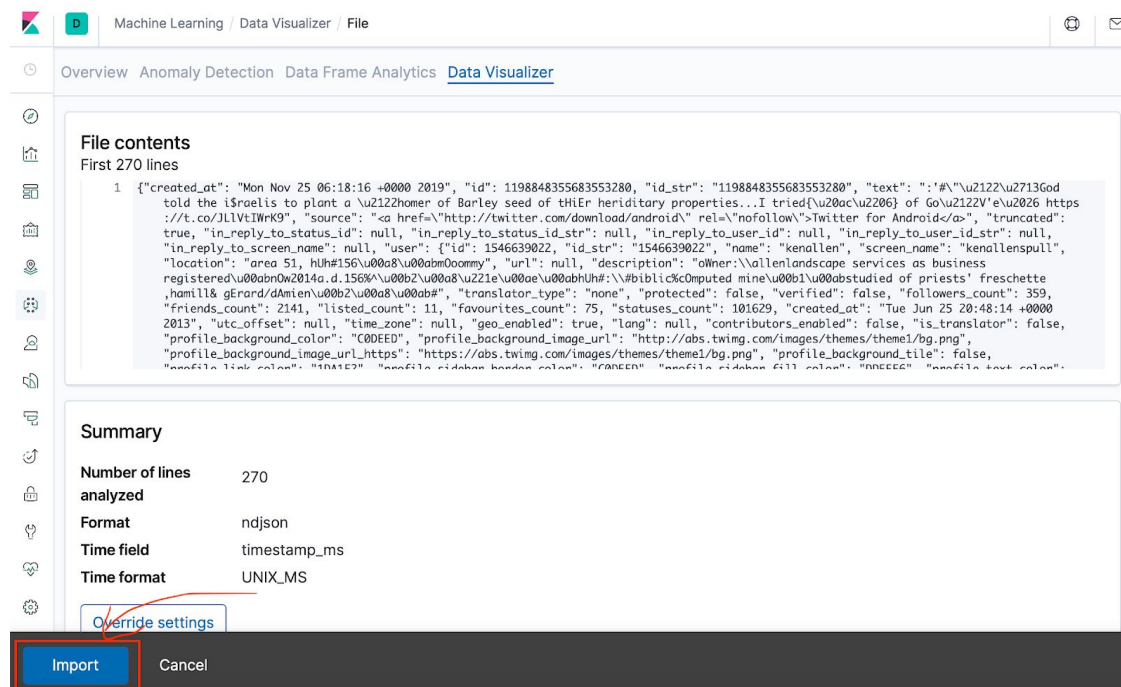 D Machine Learning / Data Visualizer / File
Overview Anomaly Detection Data Frame Analytics Data Visualizer
File contents
First 270 lines
1 {"created_at": "Mon Nov 25 06:18:16 +0000 2019", "id": 1198848355683553280, "id_str": "1198848355683553280", "text": ":'#\"\u2122\u2713God
told the i$raelis to plant a \u2122homer of Barley seed of tHiEr heriditary properties...I tried{\u20ac\u2206} of Go\u2122V'e\u2026 https
://t.co/JLlVtIWrK9", "source": "<a href=\"http://twitter.com/download/android\" rel=\"nofollow\">Twitter for Android</a>", "truncated":
true, "in_reply_to_status_id": null, "in_reply_to_status_id_str": null, "in_reply_to_user_id": null, "in_reply_to_user_id_str": null,
"in_reply_to_screen_name": null, "user": {"id": 1546639022, "id_str": "1546639022", "name": "kenallen", "screen_name": "kenallenspull",
"location": "area 51, hUh#156\u00a8\u00abmOoommy", "url": null, "description": "oWner:\\allenlandscape services as business
registered\u00abnOw2014a.d.156%^\u00b2\u00a8\u221e\u00ae\u00abhUh#:\\#biblic%cOmputed mine\u00b1\u00abstudied of priests' freschette
,hamill& gErard/dAmien\u00b2\u00a8\u00ab#", "translator_type": "none", "protected": false, "verified": false, "followers_count": 359,
"friends_count": 2141, "listed_count": 11, "favourites_count": 75, "statuses_count": 101629, "created_at": "Tue Jun 25 20:48:14 +0000
2013", "utc_offset": null, "time_zone": null, "geo_enabled": true, "lang": null, "contributors_enabled": false, "is_translator": false,
"profile_background_color": "C0DEED", "profile_background_image_url": "http://abs.twimg.com/images/themes/theme1/bg.png",
"profile_background_image_url_https": "https://abs.twimg.com/images/themes/theme1/bg.png", "profile_background_tile": false,
"profile_link_color": "1DA1F2", "profile_sidebar_border_color": "C0DEED", "profile_sidebar_fill_color": "DDEEF6", "profile_text_color":
Summary
Number of lines analyzed 270
Format ndjson
Time field timestamp_ms
Time format UNIX_MS
Override settings
Import Cancel